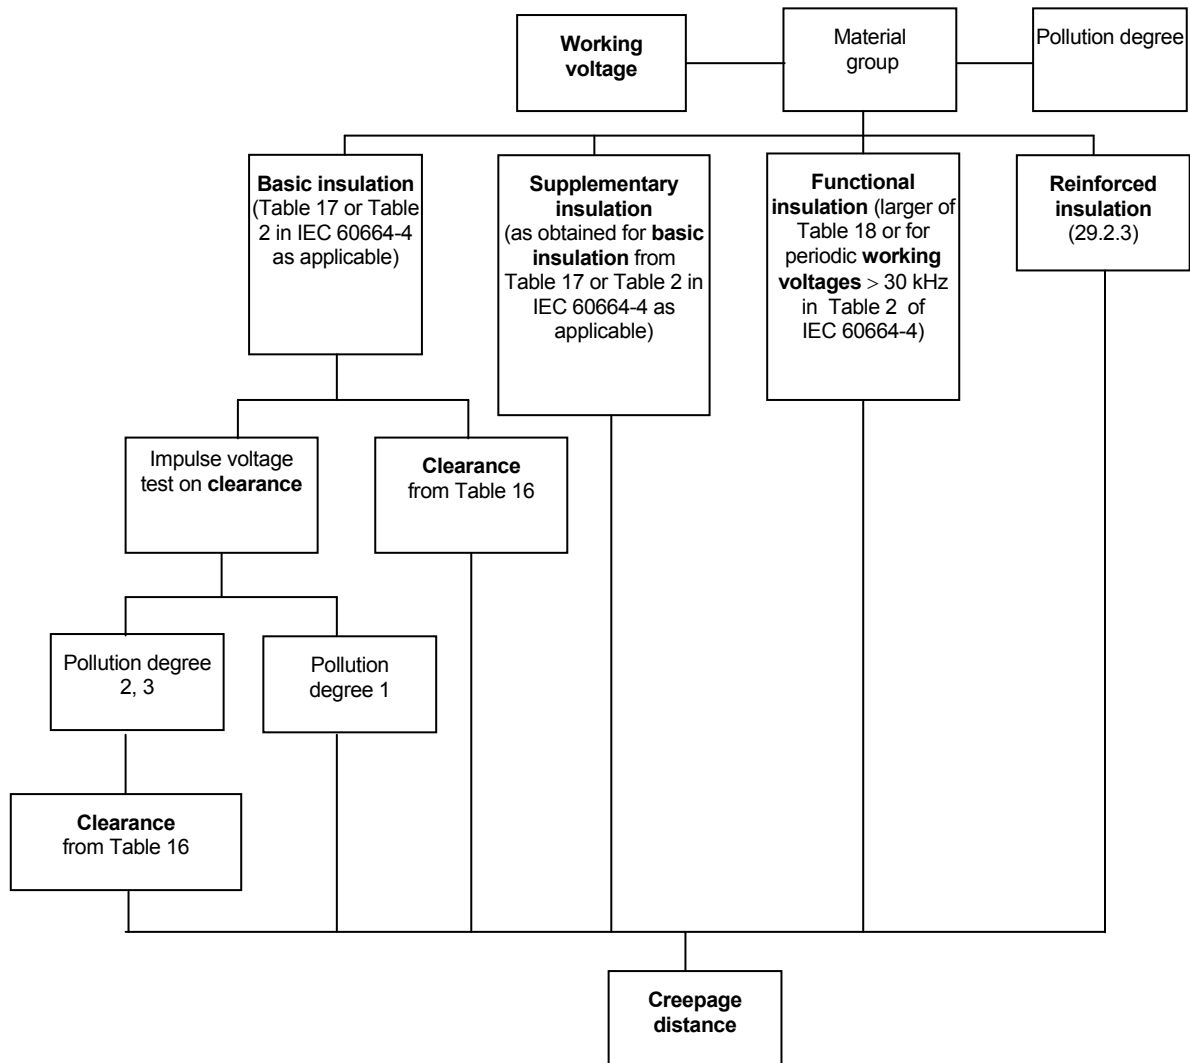 Working
voltage
Material
group
Pollution degree
Basic insulation
(Table 17 or Table
2 in IEC 60664-4
as applicable)
Supplementary
insulation
(as obtained for basic
insulation from
Table 17 or Table 2 in
IEC 60664-4 as
applicable)
Functional
insulation (larger of
Table 18 or for
periodic working
voltages > 30 kHz
in Table 2 of
IEC 60664-4)
Reinforced
insulation
(29.2.3)
Impulse voltage
test on clearance
Clearance
from Table 16
Pollution degree
2, 3
Pollution
degree 1
Clearance
from Table 16
Creepage
distance